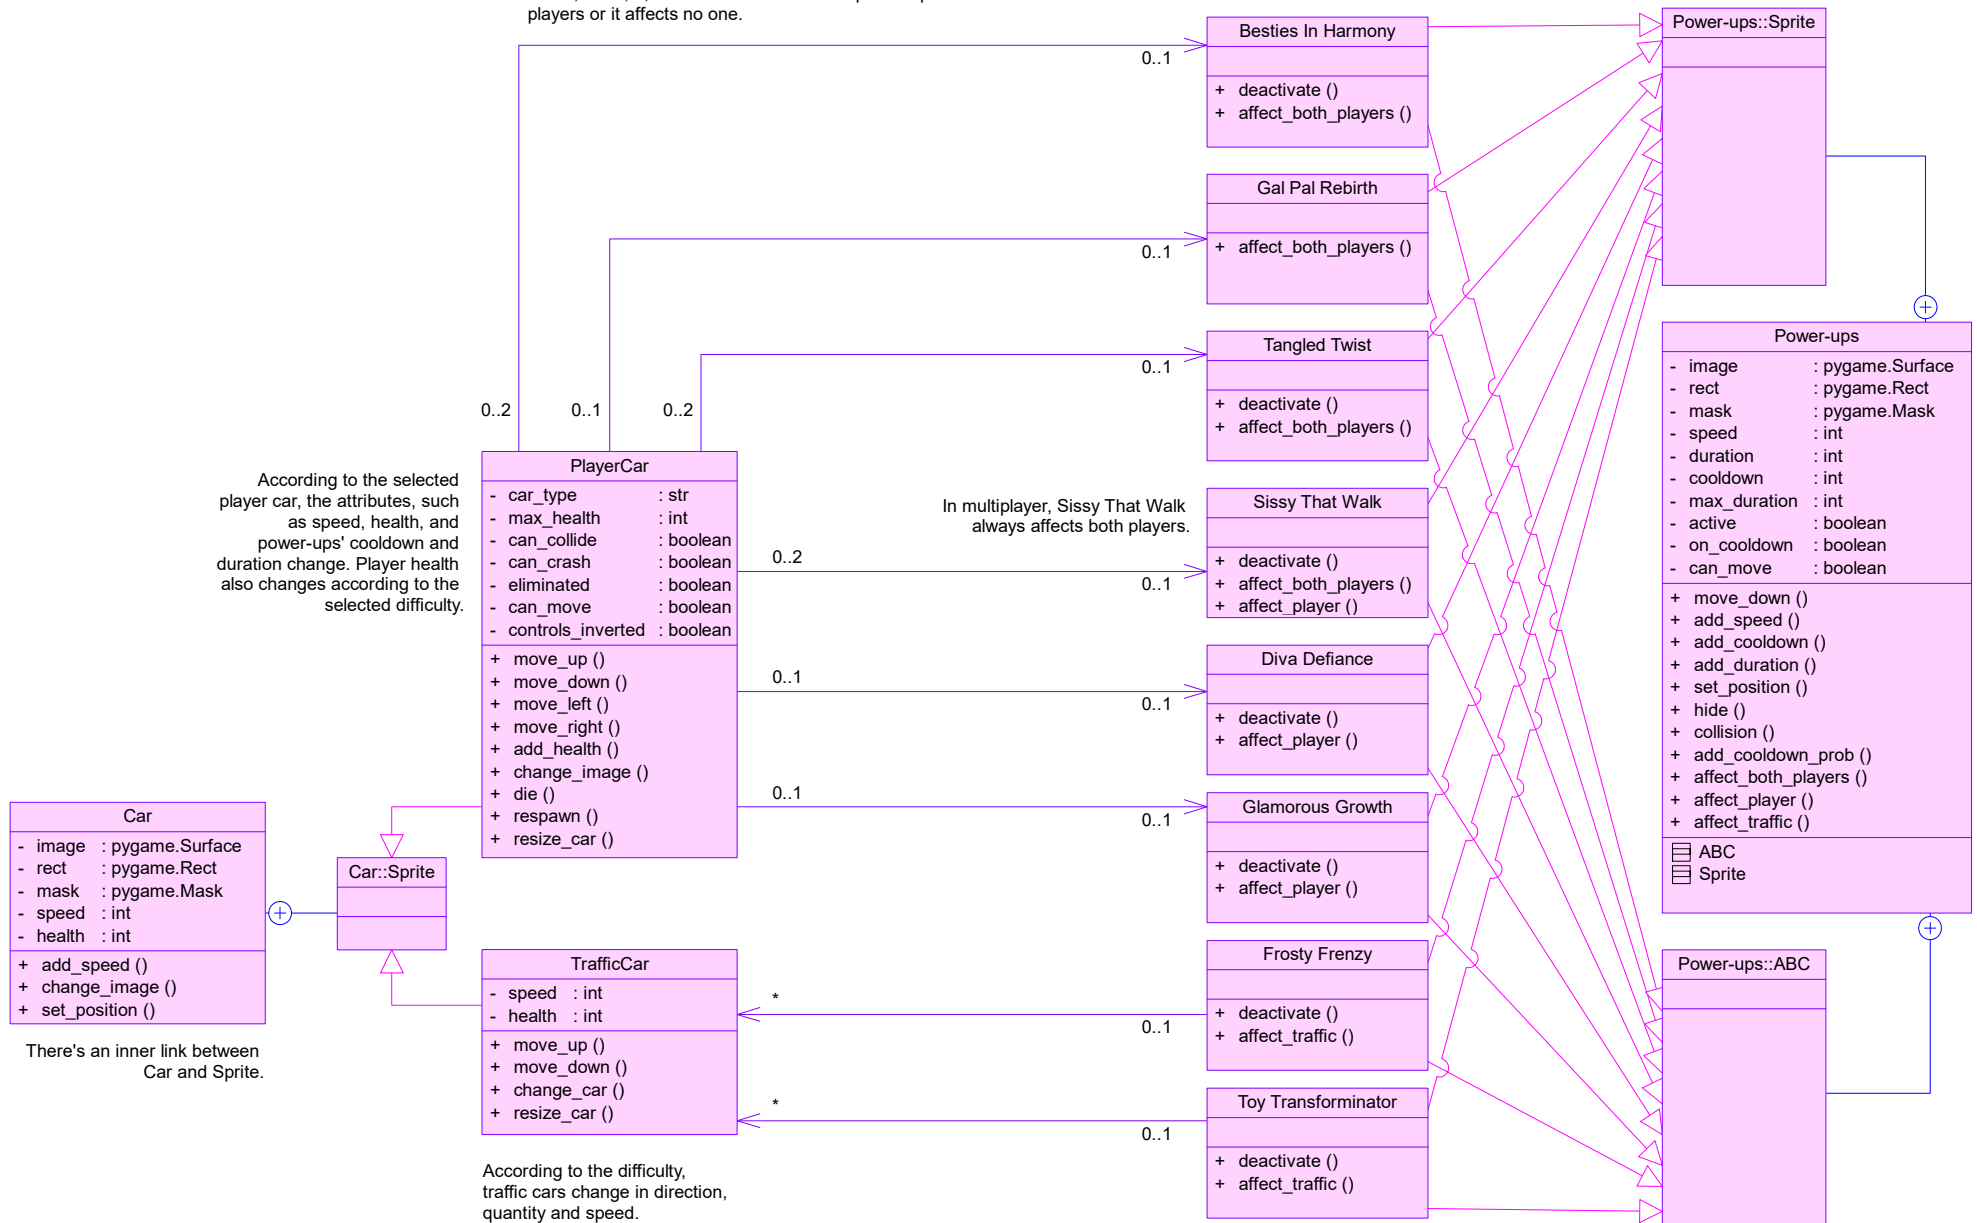 players or it affects no one.
Besties In Harmony
+ deactivate ()
+ affect_both_players ()
0..1
Gal Pal Rebirth
+ affect_both_players ()
0..1
Tangled Twist
+ deactivate ()
+ affect_both_players ()
0..1
0..2
0..1
0..2
Power-ups::Sprite
Power-ups
- image : pygame.Surface
- rect : pygame.Rect
- mask : pygame.Mask
- speed : int
- duration : int
- cooldown : int
- max_duration : int
- active : boolean
- on_cooldown : boolean
- can_move : boolean
+ move_down ()
+ add_speed ()
+ add_cooldown ()
+ add_duration ()
+ set_position ()
+ hide ()
+ collision ()
+ add_cooldown_prob ()
+ affect_both_players ()
+ affect_player ()
+ affect_traffic ()
ABC
Sprite
According to the selected
player car, the attributes, such
as speed, health, and
power-ups' cooldown and
duration change. Player health
also changes according to the
selected difficulty.
PlayerCar
- car_type : str
- max_health : int
- can_collide : boolean
- can_crash : boolean
- eliminated : boolean
- can_move : boolean
- controls_inverted : boolean
+ move_up ()
+ move_down ()
+ move_left ()
+ move_right ()
+ add_health ()
+ change_image ()
+ die ()
+ respawn ()
+ resize_car ()
In multiplayer, Sissy That Walk
always affects both players.
0..2
0..1
Sissy That Walk
+ deactivate ()
+ affect_both_players ()
+ affect_player ()
0..1
0..1
Diva Defiance
+ deactivate ()
+ affect_player ()
0..1
0..1
Glamorous Growth
+ deactivate ()
+ affect_player ()
Car
- image : pygame.Surface
- rect : pygame.Rect
- mask : pygame.Mask
- speed : int
- health : int
+ add_speed ()
+ change_image ()
+ set_position ()
There's an inner link between
Car and Sprite.
Car::Sprite
TrafficCar
- speed : int
- health : int
+ move_up ()
+ move_down ()
+ change_car ()
+ resize_car ()
According to the difficulty,
traffic cars change in direction,
quantity and speed.
*
0..1
Frosty Frenzy
+ deactivate ()
+ affect_traffic ()
*
0..1
Toy Transforminator
+ deactivate ()
+ affect_traffic ()
Power-ups::ABC